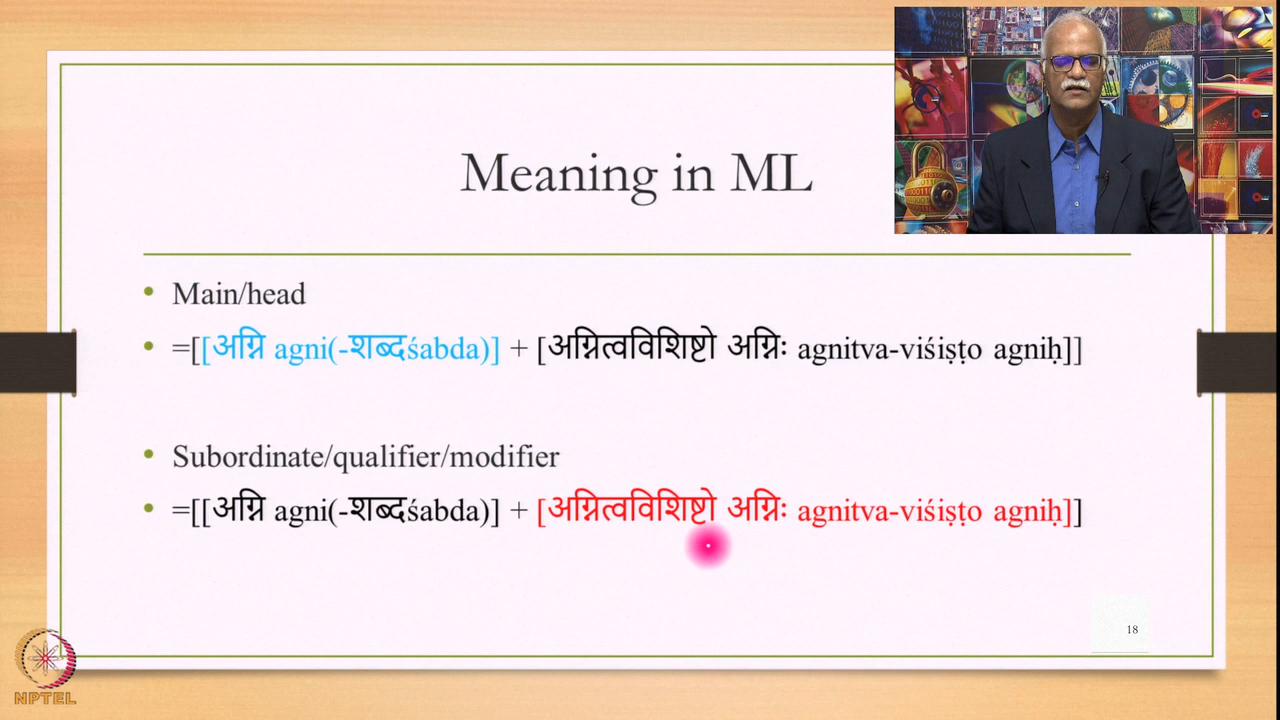 Meaning in ML
• Main/head
• =[[अग्नि agni(-शब्दśabda)] + [अग्नित्वविशिष्टो अग्निः agnitva-viśiṣṭo agniḥ]]
• Subordinate/qualifier/modifier
• =[[अग्नि agni(-शब्दśabda)] + [अग्नित्वविशिष्टो अग्निः agnitva-viśiṣṭo agniḥ]]
18
NPTEL